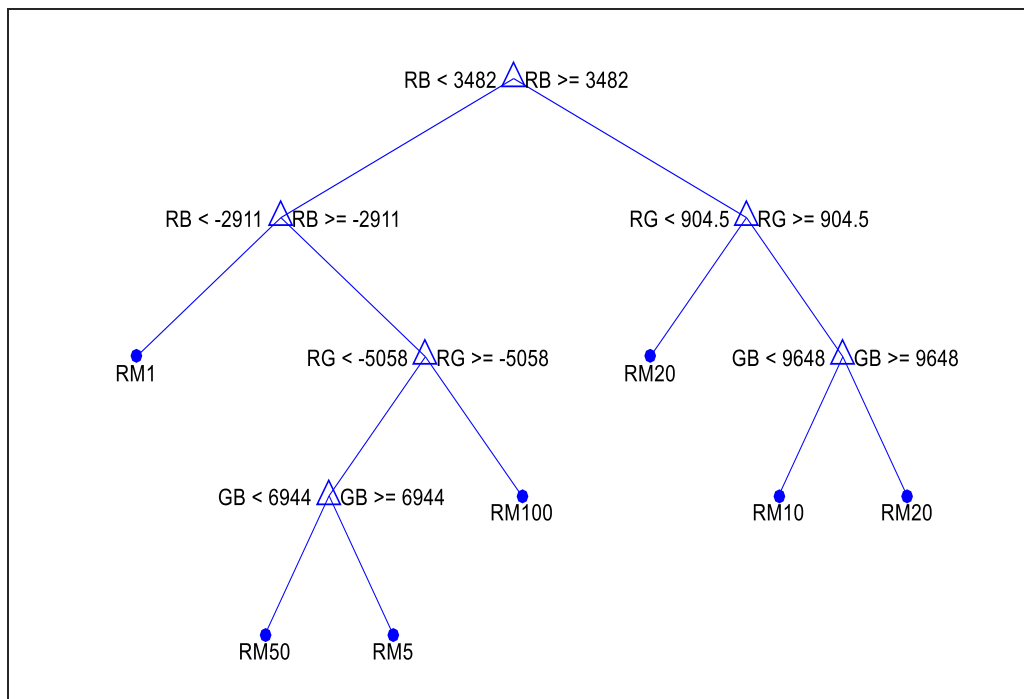 RB < 3482 RB >= 3482
RB < -2911 RB >= -2911
RG < 904.5 RG >= 904.5
RM1
RG < -5058 RG >= -5058
RM20
GB < 9648 GB >= 9648
GB < 6944 GB >= 6944
RM100
RM10
RM20
RM50
RM5